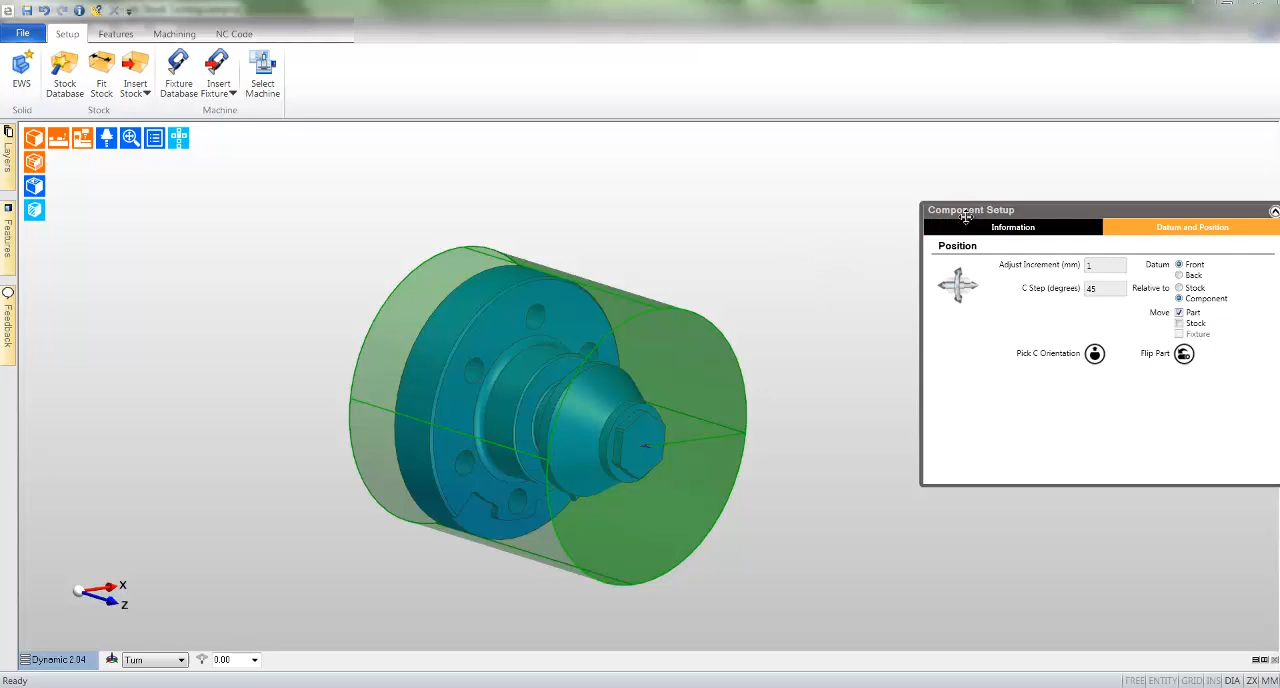 File
Setup
Features
Machining
NC Code
EWS
Stock Database
Fit Stock
Insert Stock
Fixture Database
Insert Fixture
Select Machine
Solid
Stock
Machine
Layers
Features
Feedback
Component Setup
Information
Datum and Position
Position
Adjust Increment (mm) 1
Datum Front
Back
C Step (degrees) 45
Relative to Stock
Component
Move Part
Stock
Fixture
Pick C Orientation
Flip Part
X
Z
Dynamic 2.04
Turn
0.00
Ready
FREE ENTITY GRID INS DIA ZX MM